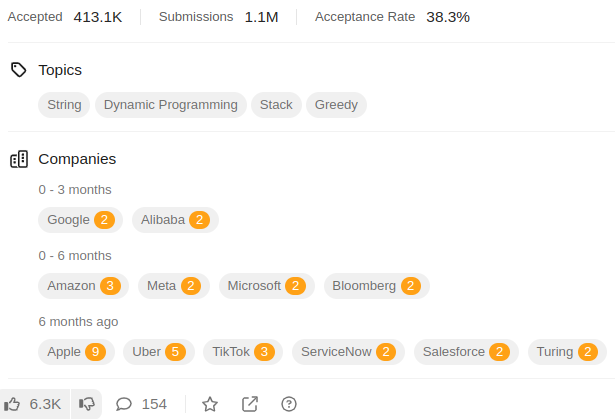 Accepted 413.1K Submissions 1.1M Acceptance Rate 38.3%
Topics
String Dynamic Programming Stack Greedy
Companies
0 - 3 months
Google 2 Alibaba 2
0 - 6 months
Amazon 3 Meta 2 Microsoft 2 Bloomberg 2
6 months ago
Apple 9 Uber 5 TikTok 3 ServiceNow 2 Salesforce 2 Turing 2
6.3K 154